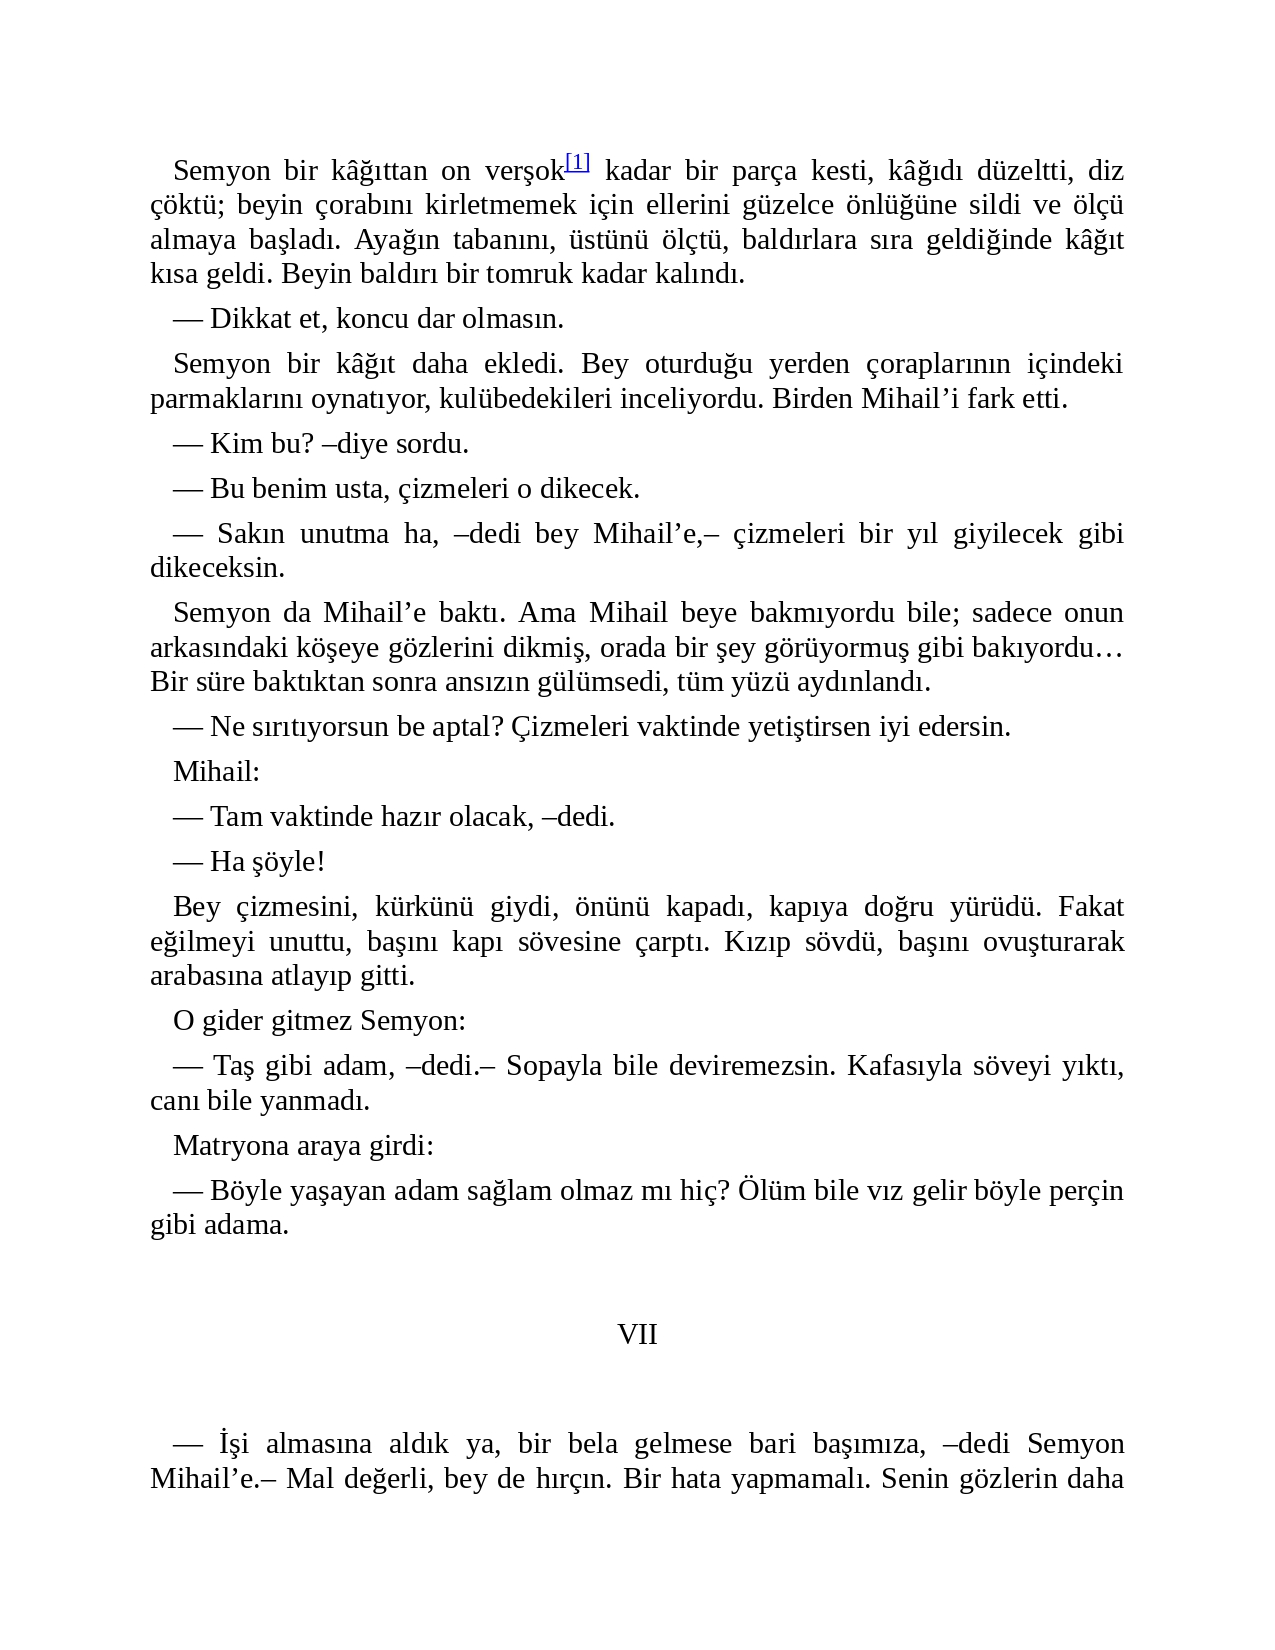 Semyon bir kâğıttan on verşok[1] kadar bir parça kesti, kâğıdı düzeltti, diz
çöktü; beyin çorabını kirletmemek için ellerini güzelce önlüğüne sildi ve ölçü
almaya başladı. Ayağın tabanını, üstünü ölçtü, baldırlara sıra geldiğinde kâğıt
kısa geldi. Beyin baldırı bir tomruk kadar kalındı.
— Dikkat et, koncu dar olmasın.
Semyon bir kâğıt daha ekledi. Bey oturduğu yerden çoraplarının içindeki
parmaklarını oynatıyor, kulübedekileri inceliyordu. Birden Mihail’i fark etti.
— Kim bu? –diye sordu.
— Bu benim usta, çizmeleri o dikecek.
— Sakın unutma ha, –dedi bey Mihail’e,– çizmeleri bir yıl giyilecek gibi
dikeceksin.
Semyon da Mihail’e baktı. Ama Mihail beye bakmıyordu bile; sadece onun
arkasındaki köşeye gözlerini dikmiş, orada bir şey görüyormuş gibi bakıyordu…
Bir süre baktıktan sonra ansızın gülümsedi, tüm yüzü aydınlandı.
— Ne sırıtıyorsun be aptal? Çizmeleri vaktinde yetiştirsen iyi edersin.
Mihail:
— Tam vaktinde hazır olacak, –dedi.
— Ha şöyle!
Bey çizmesini, kürkünü giydi, önünü kapadı, kapıya doğru yürüdü. Fakat
eğilmeyi unuttu, başını kapı sövesine çarptı. Kızıp sövdü, başını ovuşturarak
arabasına atlayıp gitti.
O gider gitmez Semyon:
— Taş gibi adam, –dedi.– Sopayla bile deviremezsin. Kafasıyla söveyi yıktı,
canı bile yanmadı.
Matryona araya girdi:
— Böyle yaşayan adam sağlam olmaz mı hiç? Ölüm bile vız gelir böyle perçin
gibi adama.
VII
— İşi almasına aldık ya, bir bela gelmese bari başımıza, –dedi Semyon
Mihail’e.– Mal değerli, bey de hırçın. Bir hata yapmamalı. Senin gözlerin daha